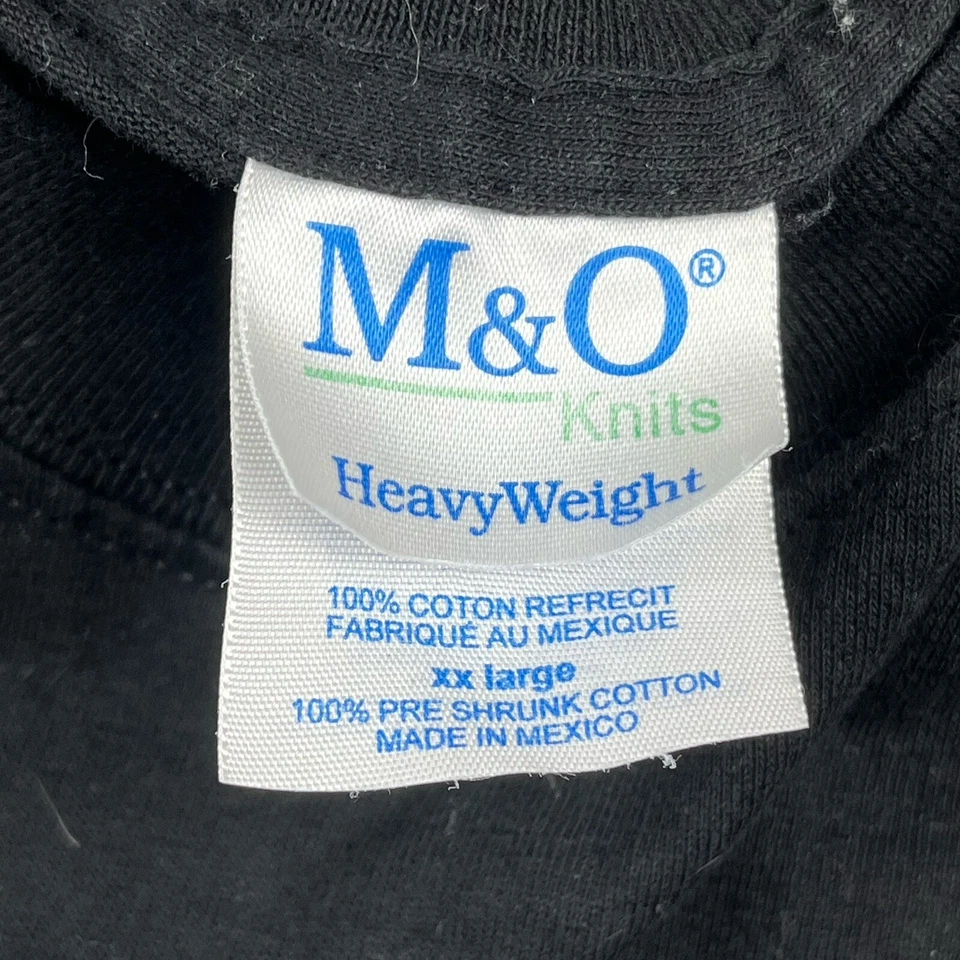 M&O®
Knits
HeavyWeight
100% COTON REFRECIT
FABRIQUÉ AU MEXIQUE
xx large
100% PRE SHRUNK COTTON
MADE IN MEXICO